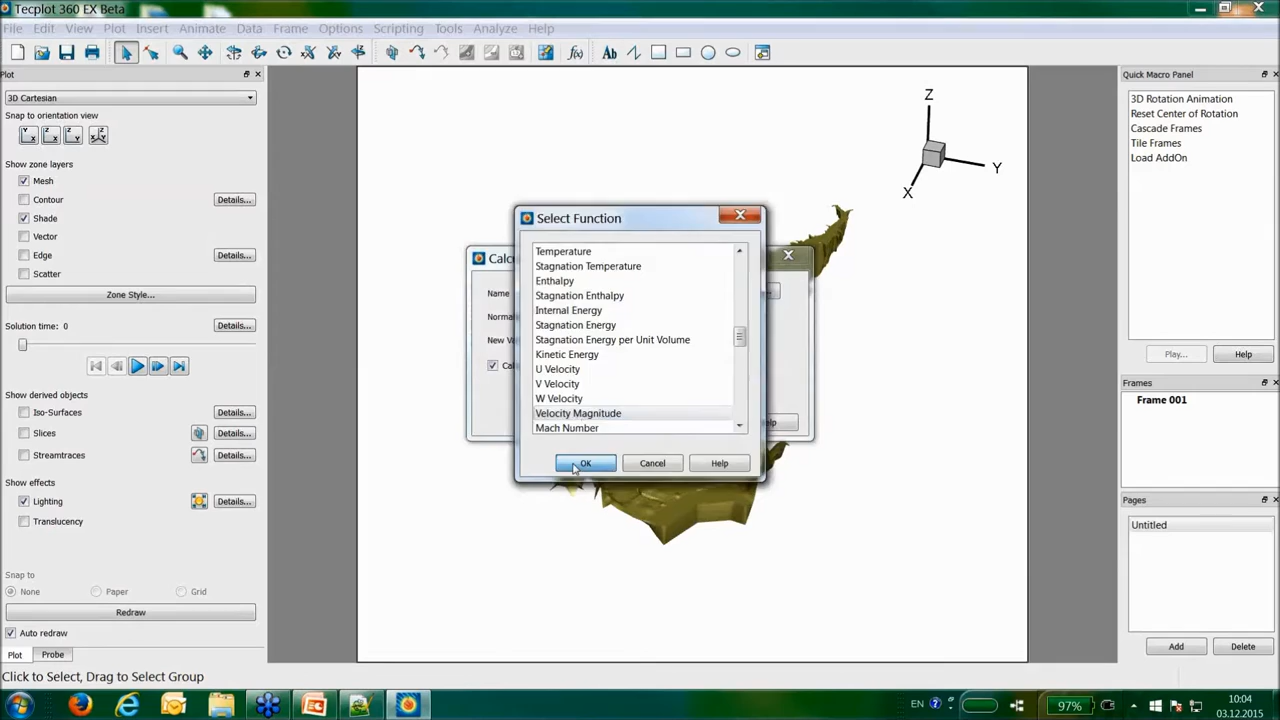 Tecplot 360 EX Beta
File Edit View Plot Insert Animate Data Frame Options Scripting Tools Analyze Help
Plot
3D Cartesian
Snap to orientation view
Show zone layers
Mesh
Contour Details...
Shade
Vector
Edge Details...
Scatter
Zone Style...
Solution time: 0 Details...
Show derived objects
Iso-Surfaces Details...
Slices Details...
Streamtraces Details...
Show effects
Lighting Details...
Translucency
Snap to
None Paper Grid
Redraw
Auto redraw
Plot Probe
Click to Select, Drag to Select Group
Z
Y
X
Name
Select Function
Temperature
Stagnation Temperature
Enthalpy
Stagnation Enthalpy
Internal Energy
Stagnation Energy
Stagnation Energy per Unit Volume
Kinetic Energy
U Velocity
V Velocity
W Velocity
Velocity Magnitude
Mach Number
OK Cancel Help
Quick Macro Panel
3D Rotation Animation
Reset Center of Rotation
Cascade Frames
Tile Frames
Load AddOn
Play... Help
Frames
Frame 001
Pages
Untitled
Add Delete
EN 97% 10:04
03.12.2015